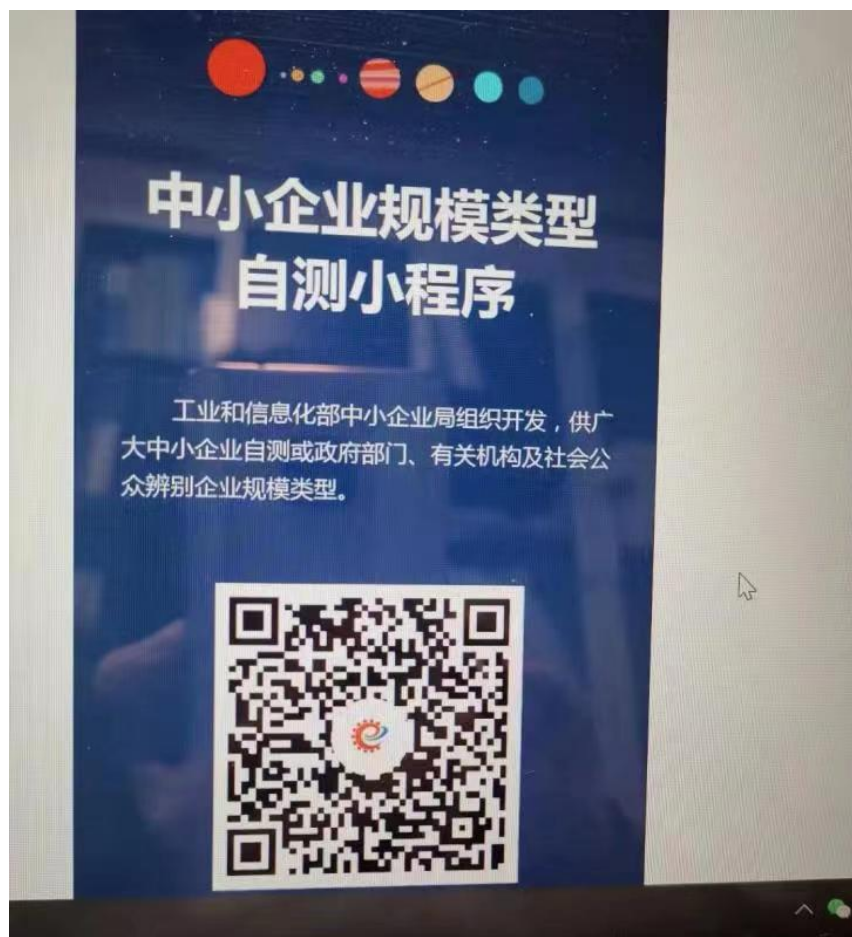 中小企业规模类型
自测小程序
工业和信息化部中小企业局组织开发，供广
大中小企业自测或政府部门、有关机构及社会公
众辨别企业规模类型。